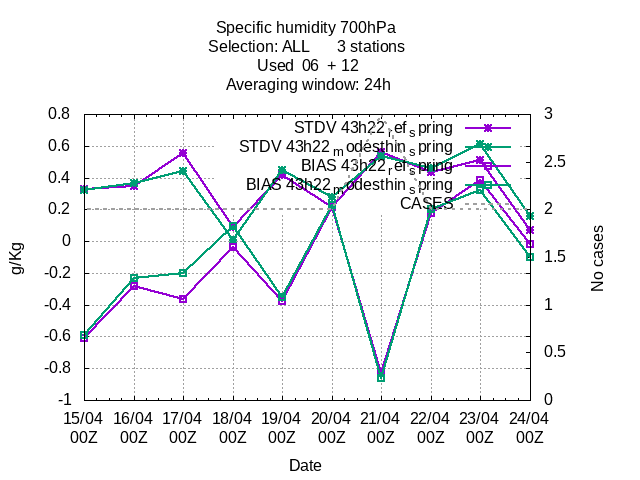 Specific humidity 700hPa
Selection: ALL 3 stations
Used 06 + 12
Averaging window: 24h
STDV 43h22_ref_spring
STDV 43h22_modesthin_spring
BIAS 43h22_ref_spring
BIAS 43h22_modesthin_spring
CASES
g/Kg
0.8
0.6
0.4
0.2
0
-0.2
-0.4
-0.6
-0.8
-1
3
2.5
2
1.5
1
0.5
0
No cases
15/04 16/04 17/04 18/04 19/04 20/04 21/04 22/04 23/04 24/04
00Z 00Z 00Z 00Z 00Z 00Z 00Z 00Z 00Z 00Z
Date